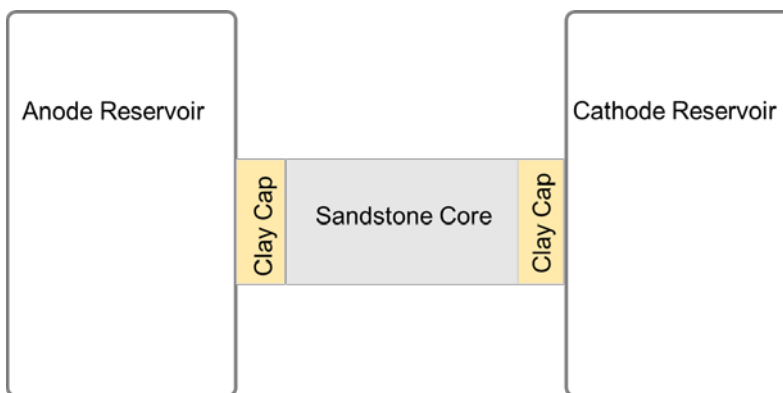 Anode Reservoir
Cathode Reservoir
Clay Cap
Sandstone Core
Clay Cap